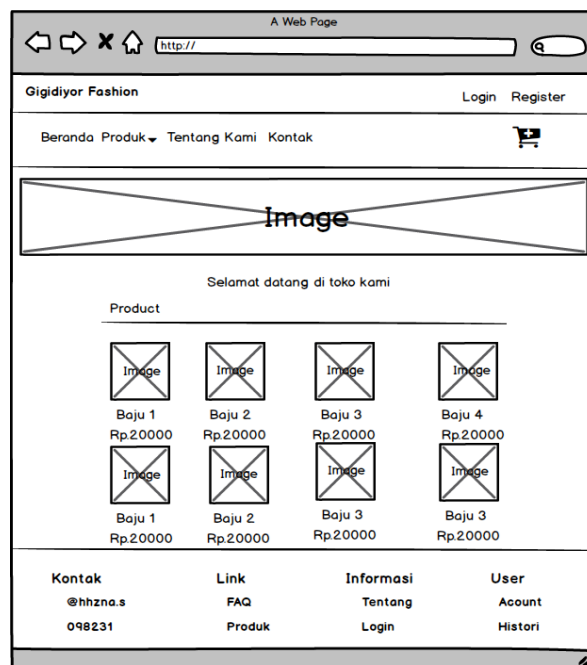 A Web Page
http://
Gigidiyor Fashion
Login Register
Beranda Produk Tentang Kami Kontak
Image
Selamat datang di toko kami
Product
Image Image Image Image
Baju 1 Baju 2 Baju 3 Baju 4
Rp.20000 Rp.20000 Rp.20000 Rp.20000
Image Image Image Image
Baju 1 Baju 2 Baju 3 Baju 3
Rp.20000 Rp.20000 Rp.20000 Rp.20000
Kontak Link Informasi User
@hhzna.s FAQ Tentang Acount
098231 Produk Login Histori